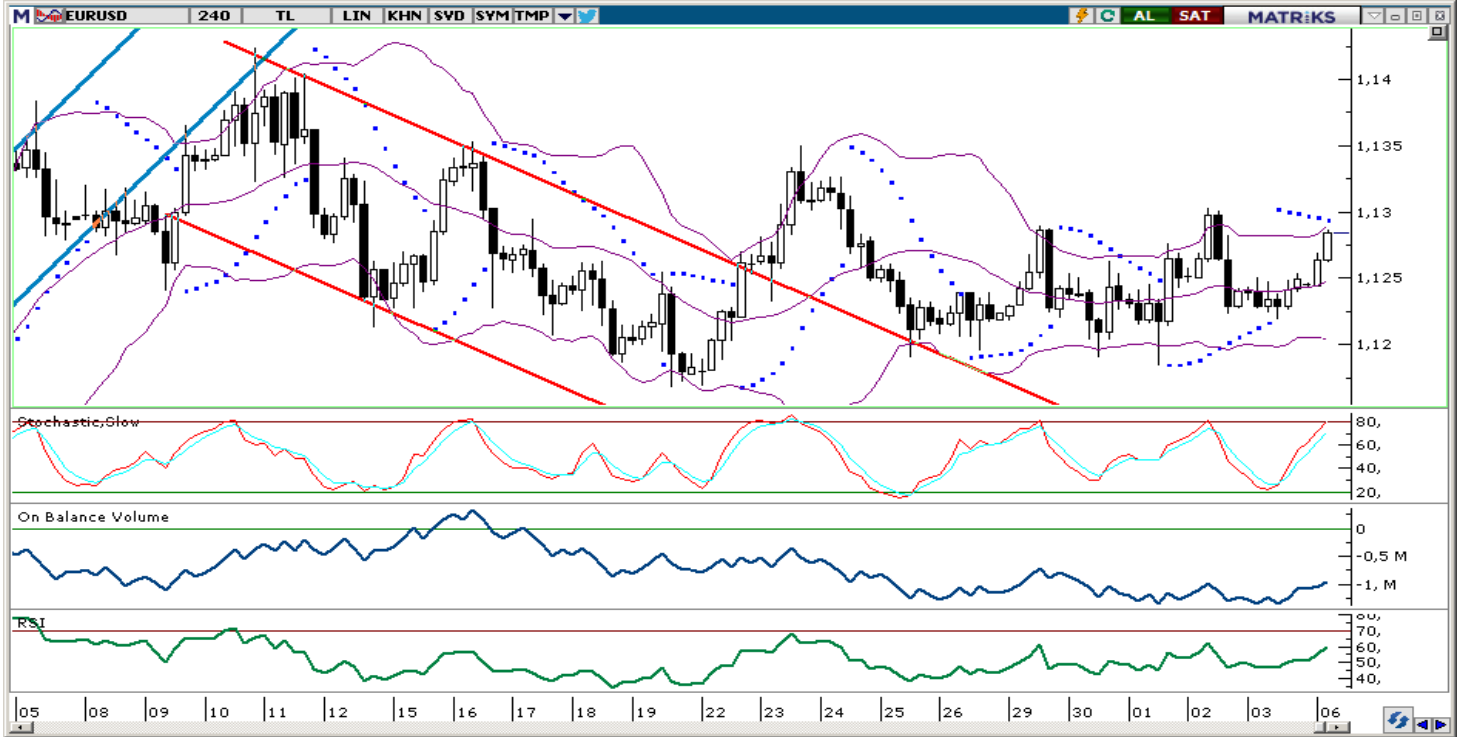 M EURUSD 240 TL LIN KHN SVD SYM TMP C AL SAT MATRİKS
1,14
1,135
1,13
1,125
1,12
Stochastic,Slow
80,
60,
40,
20,
On Balance Volume
0
-0,5 M
-1, M
RSI
80,
70,
60,
50,
40,
05 08 09 10 11 12 15 16 17 18 19 22 23 24 25 26 29 30 01 02 03 06